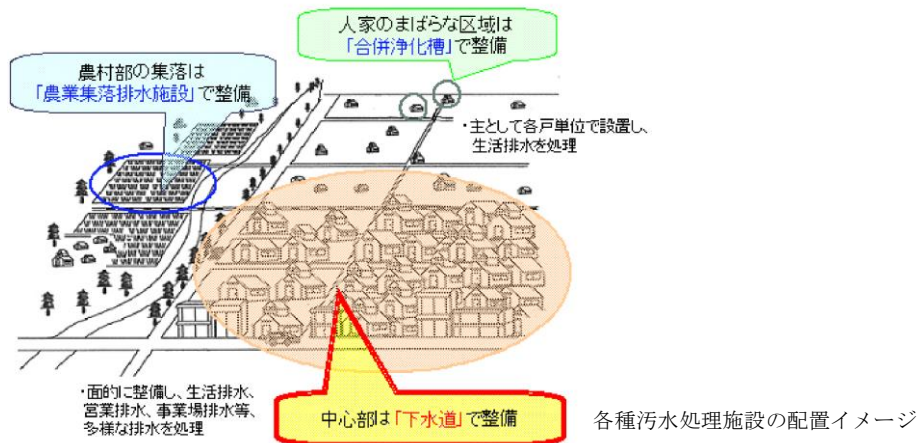 人家のまばらな区域は
「合併浄化槽」で整備
農村部の集落は
「農業集落排水施設」で整備
・主として各戸単位で設置し、
生活排水を処理
・面的に整備し、生活排水、
営業排水、事業場排水等、
多様な排水を処理
中心部は「下水道」で整備
各種汚水処理施設の配置イメージ